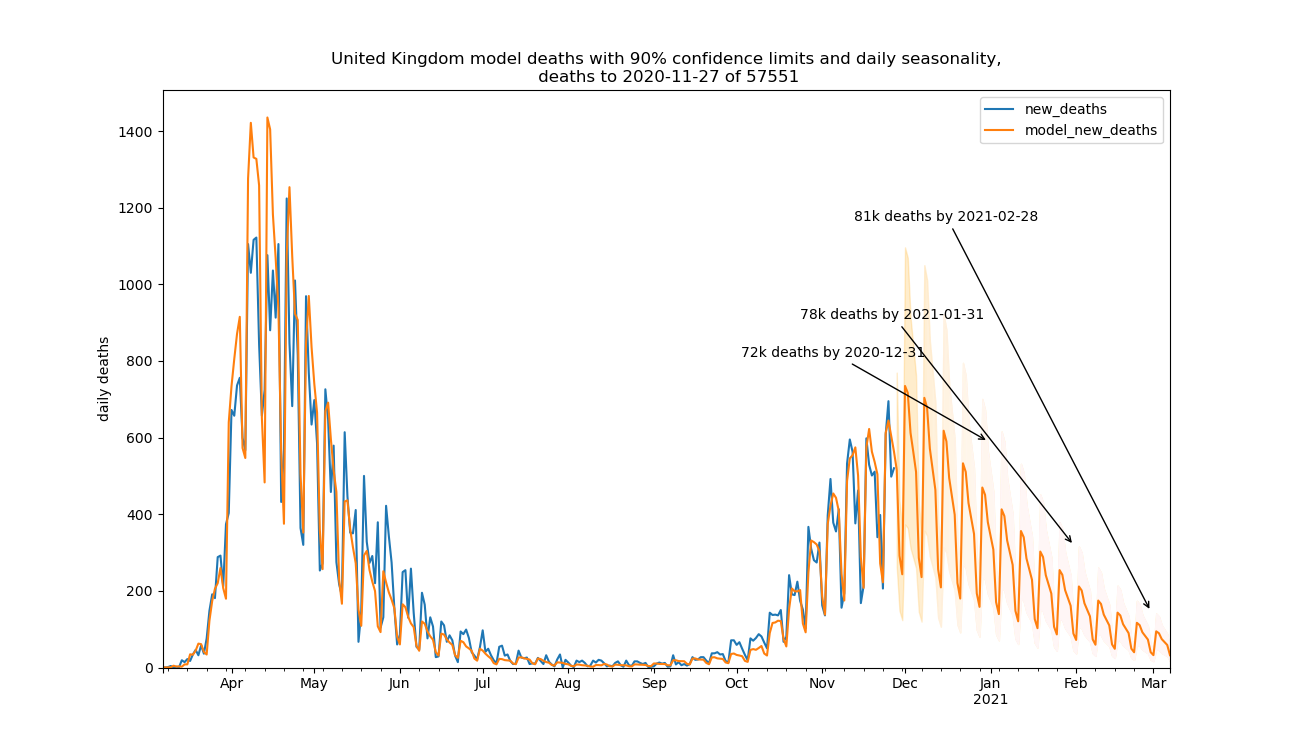 United Kingdom model deaths with 90% confidence limits and daily seasonality,
deaths to 2020-11-27 of 57551
new_deaths
model_new_deaths
1400
1200
1000
800
600
400
200
0
daily deaths
81k deaths by 2021-02-28
78k deaths by 2021-01-31
72k deaths by 2020-12-31
Apr May Jun Jul Aug Sep Oct Nov Dec Jan Feb Mar
2021